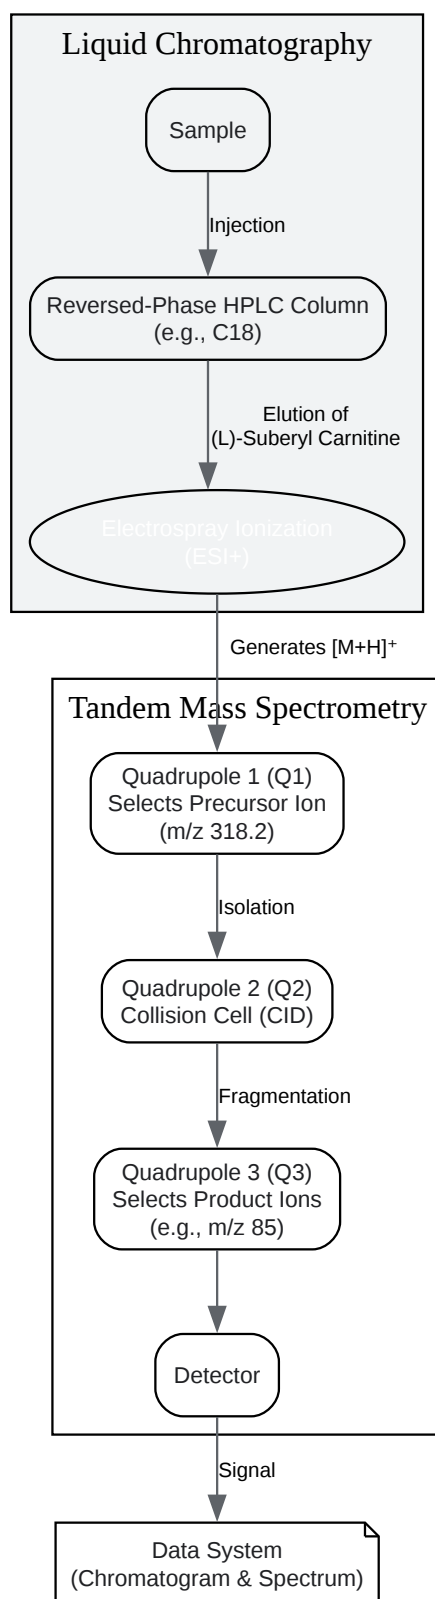 Liquid Chromatography
Sample
Injection
Reversed-Phase HPLC Column
(e.g., C18)
Elution of
(L)-Suberyl Carnitine
Electrospray Ionization
(ESI+)
Generates [M+H]⁺
Tandem Mass Spectrometry
Quadrupole 1 (Q1)
Selects Precursor Ion
(m/z 318.2)
Isolation
Quadrupole 2 (Q2)
Collision Cell (CID)
Fragmentation
Quadrupole 3 (Q3)
Selects Product Ions
(e.g., m/z 85)
Detector
Signal
Data System
(Chromatogram & Spectrum)